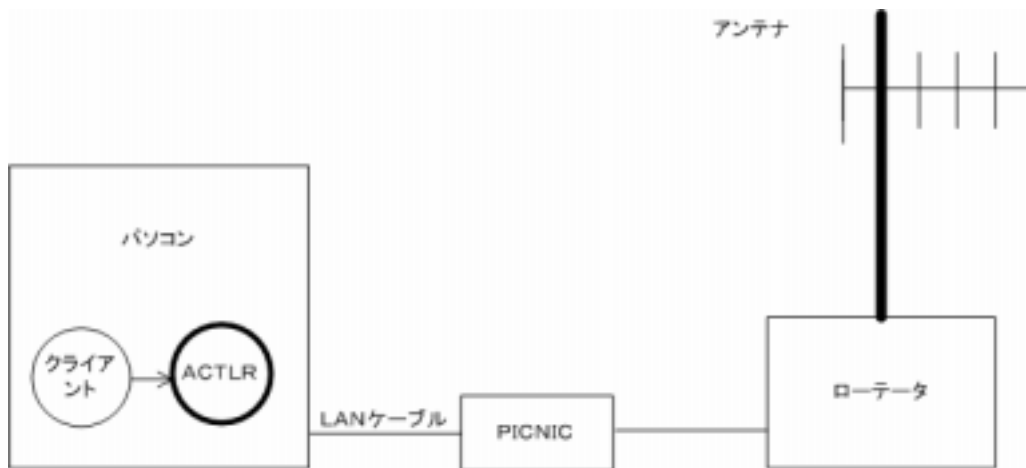 アンテナ
パソコン
クライア
ント
ACTLR
LANケーブル
PICNIC
ローテータ